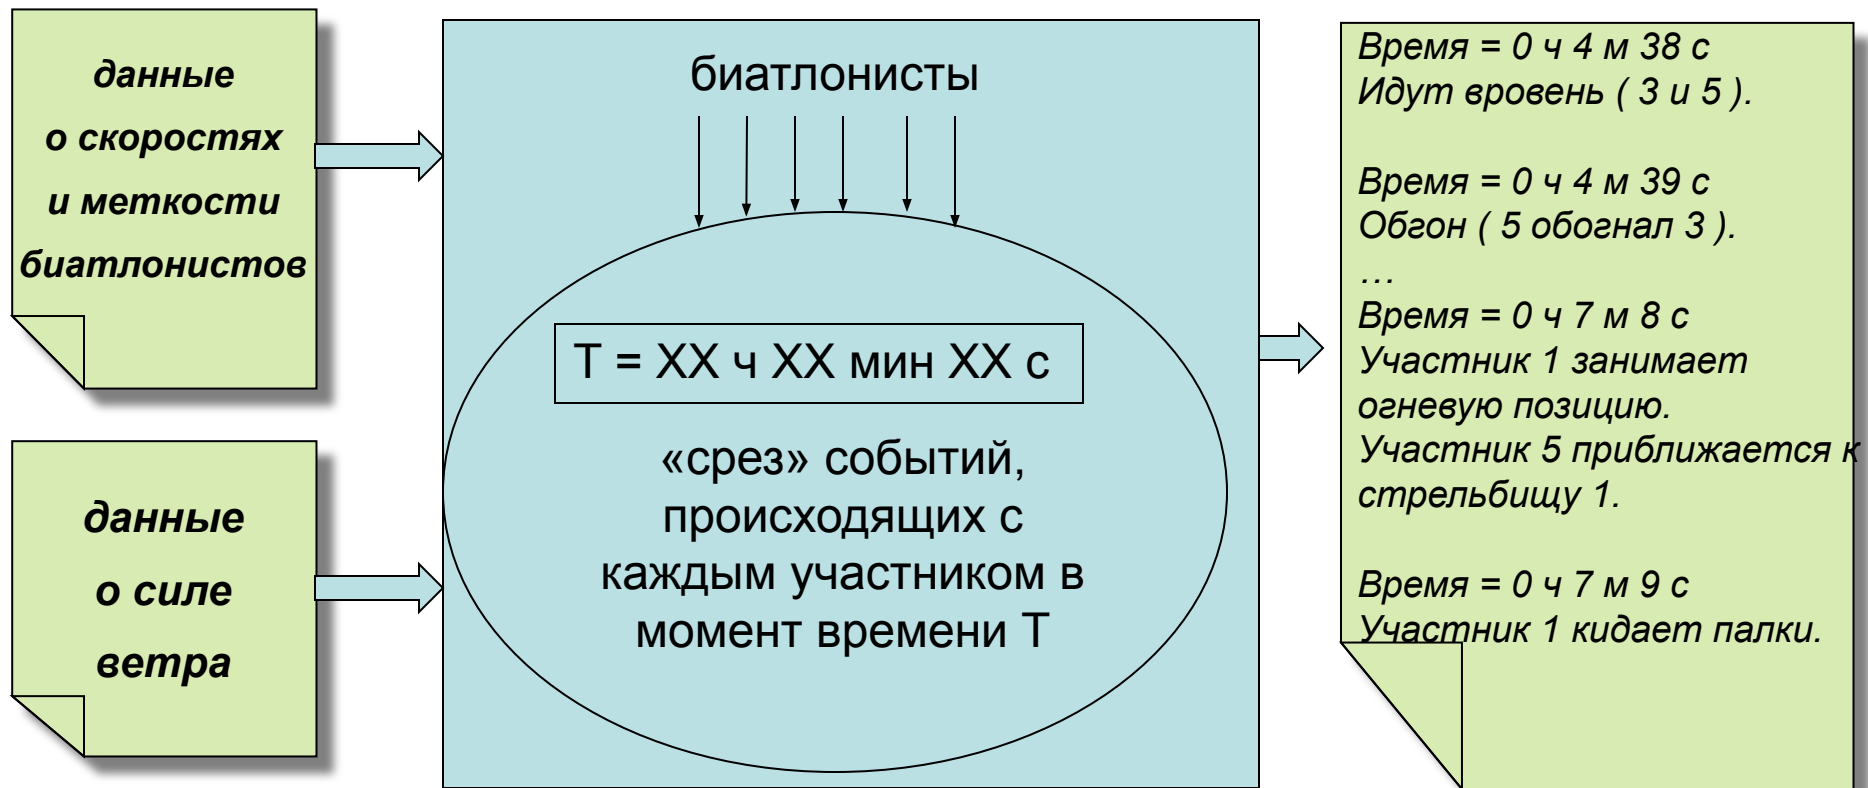 данные
о скоростях
и меткости
биатлонистов
данные
о силе
ветра
биатлонисты
T = XX ч XX мин XX с
«срез» событий,
происходящих с
каждым участником в
момент времени T
Время = 0 ч 4 м 38 с
Идут вровень ( 3 и 5 ).
Время = 0 ч 4 м 39 с
Обгон ( 5 обогнал 3 ).
…
Время = 0 ч 7 м 8 с
Участник 1 занимает
огневую позицию.
Участник 5 приближается к
стрельбищу 1.
Время = 0 ч 7 м 9 с
Участник 1 кидает палки.